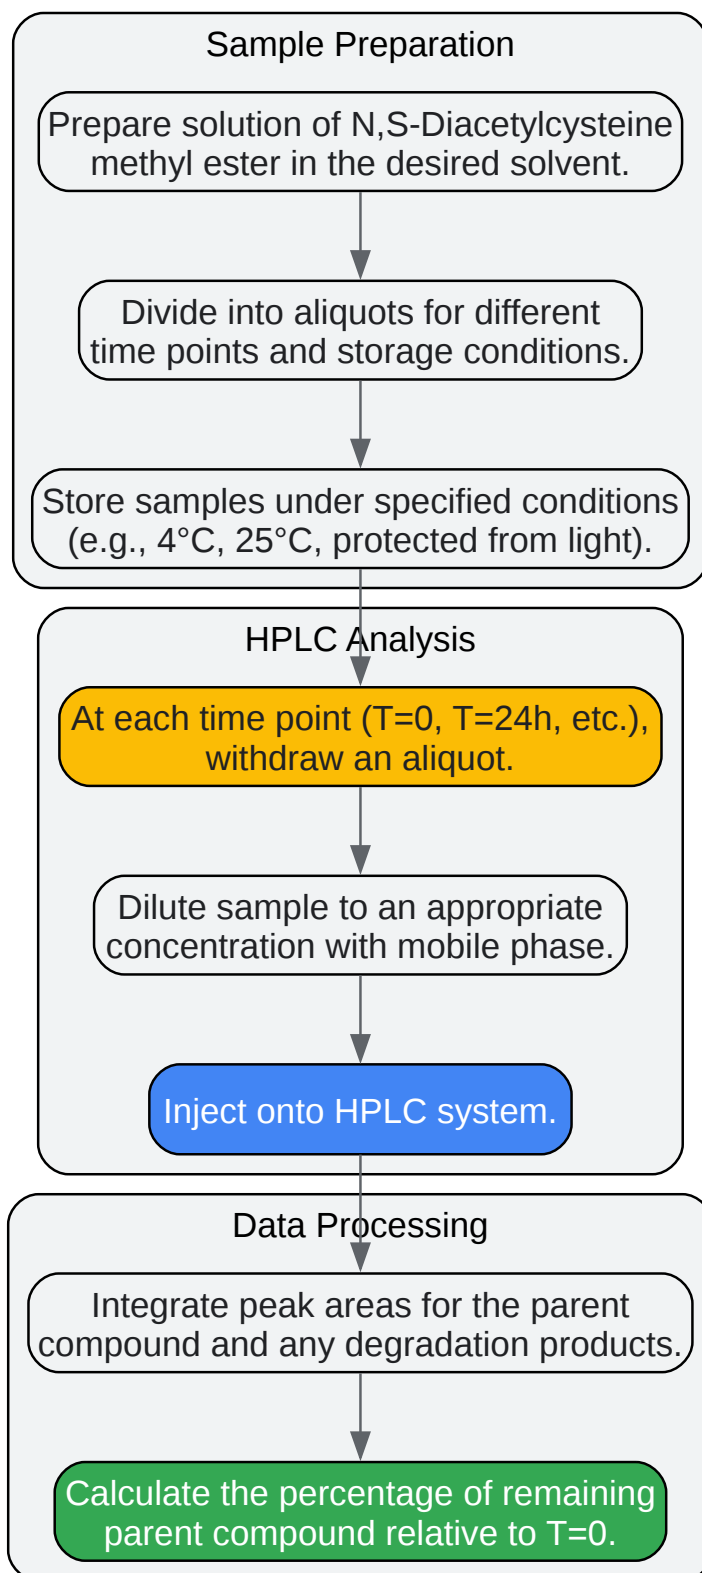 Sample Preparation
Prepare solution of N,S-Diacetylcysteine
methyl ester in the desired solvent.
Divide into aliquots for different
time points and storage conditions.
Store samples under specified conditions
(e.g., 4°C, 25°C, protected from light).
HPLC Analysis
At each time point (T=0, T=24h, etc.),
withdraw an aliquot.
Dilute sample to an appropriate
concentration with mobile phase.
Inject onto HPLC system.
Data Processing
Integrate peak areas for the parent
compound and any degradation products.
Calculate the percentage of remaining
parent compound relative to T=0.